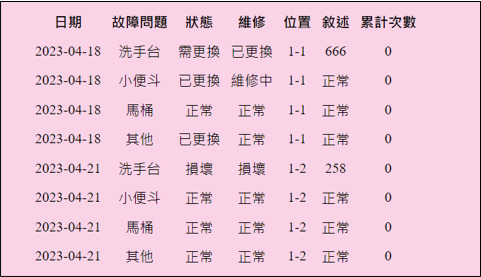 日期 故障問題 狀態 維修 位置 敘述 累計次數
2023-04-18 洗手台 需更換 已更換 1-1 666 0
2023-04-18 小便斗 已更換 維修中 1-1 正常 0
2023-04-18 馬桶 正常 正常 1-1 正常 0
2023-04-18 其他 已更換 正常 1-1 正常 0
2023-04-21 洗手台 損壞 損壞 1-2 258 0
2023-04-21 小便斗 正常 正常 1-2 正常 0
2023-04-21 馬桶 正常 正常 1-2 正常 0
2023-04-21 其他 正常 正常 1-2 正常 0